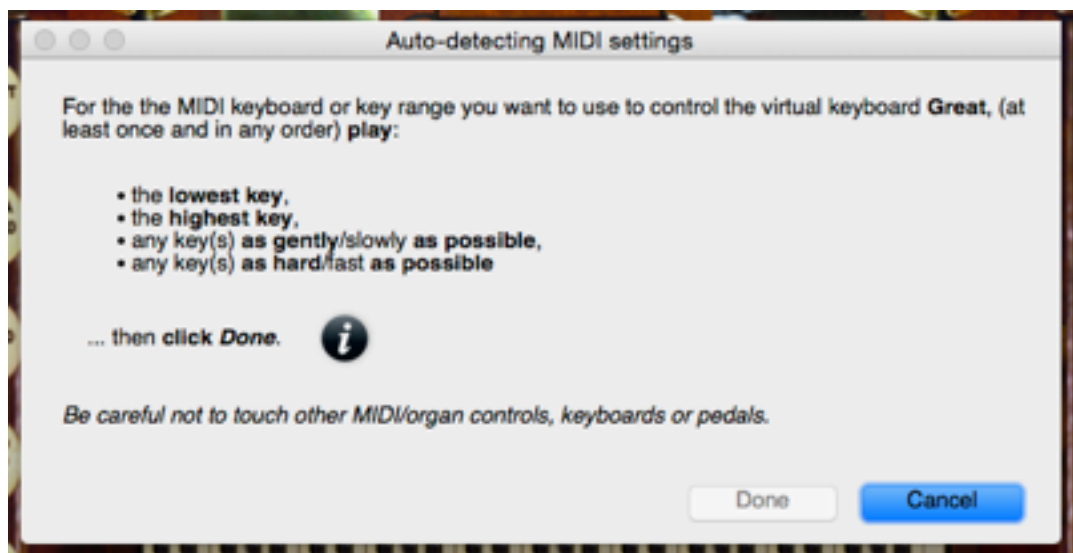 Auto-detecting MIDI settings
For the the MIDI keyboard or key range you want to use to control the virtual keyboard Great, (at
least once and in any order) play:
• the lowest key,
• the highest key,
• any key(s) as gently/slowly as possible,
• any key(s) as hard/fast as possible
... then click Done.
Be careful not to touch other MIDI/organ controls, keyboards or pedals.
Done
Cancel